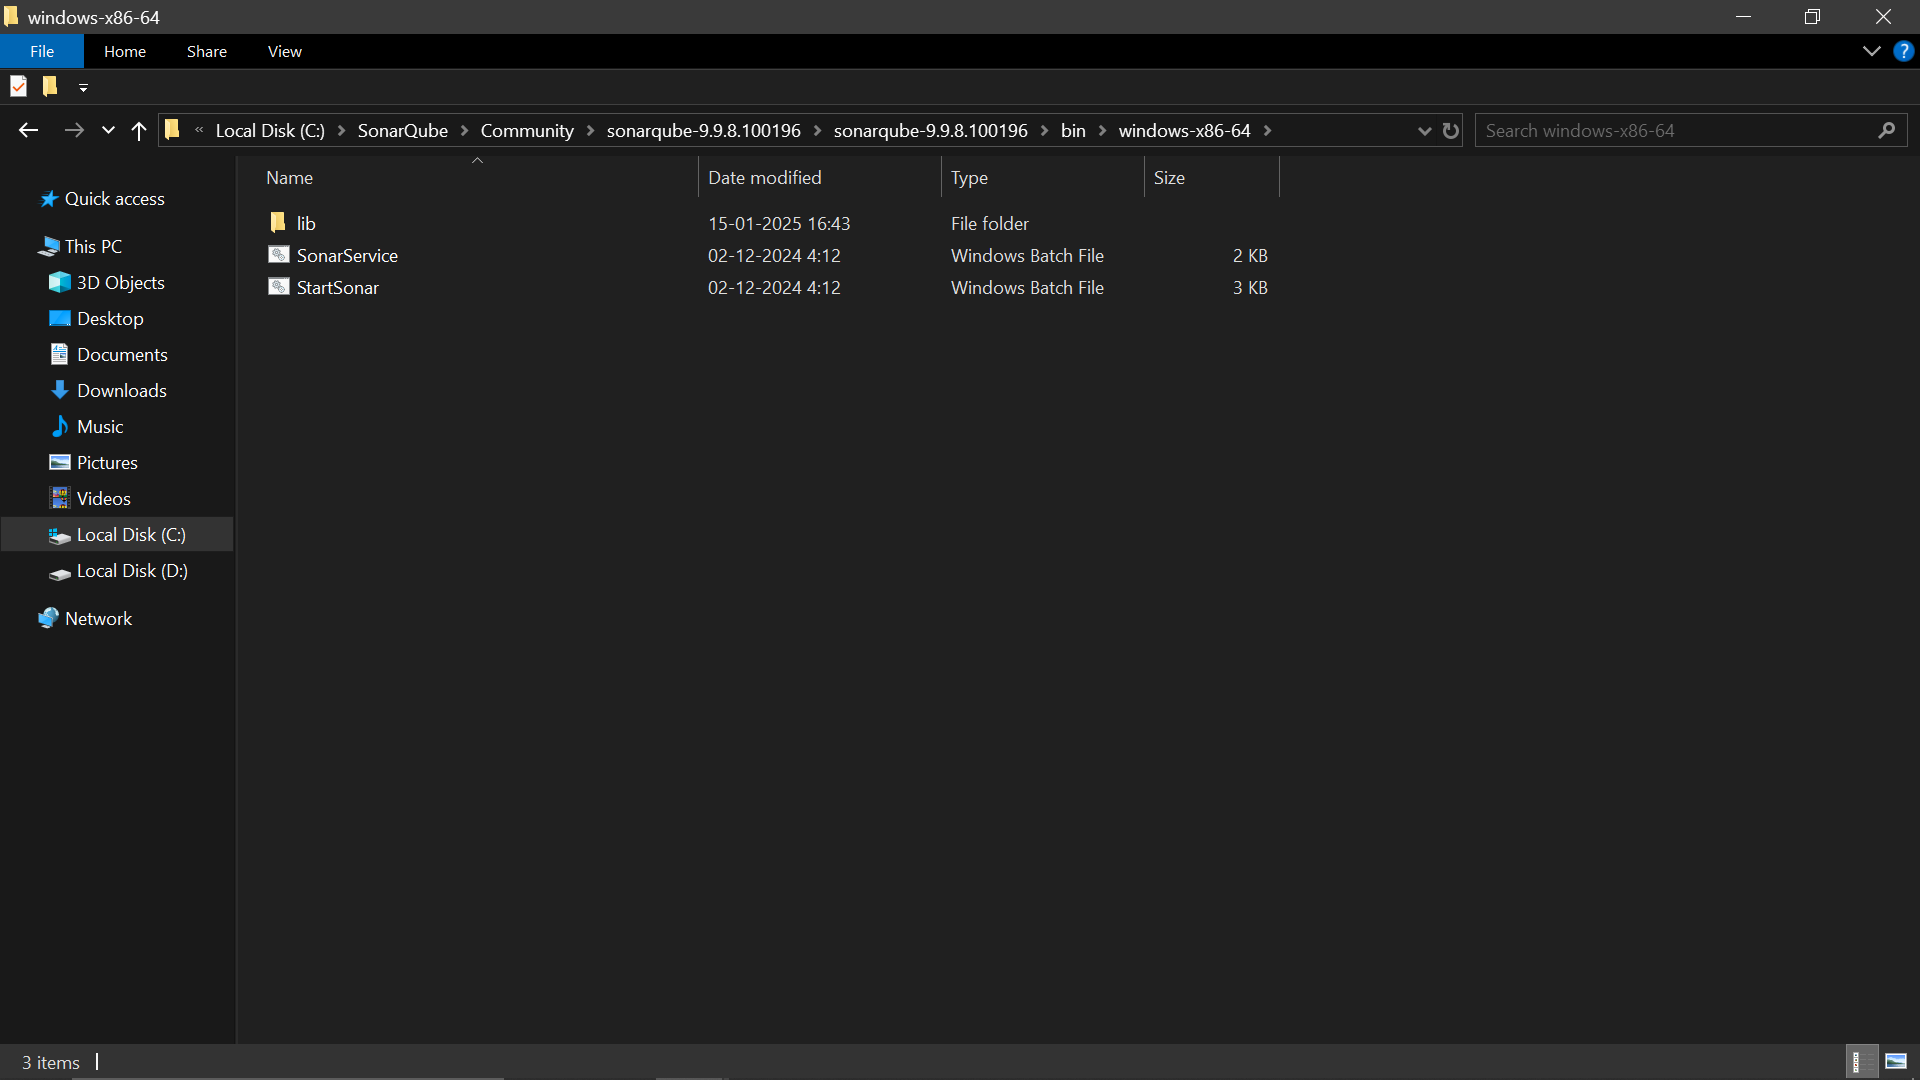 windows-x86-64
File Home Share View
?
« Local Disk (C:) > SonarQube > Community > sonarqube-9.9.8.100196 > sonarqube-9.9.8.100196 > bin > windows-x86-64 >
Search windows-x86-64
Name Date modified Type Size
lib 15-01-2025 16:43 File folder
SonarService 02-12-2024 4:12 Windows Batch File 2 KB
StartSonar 02-12-2024 4:12 Windows Batch File 3 KB
Quick access
This PC
3D Objects
Desktop
Documents
Downloads
Music
Pictures
Videos
Local Disk (C:)
Local Disk (D:)
Network
3 items